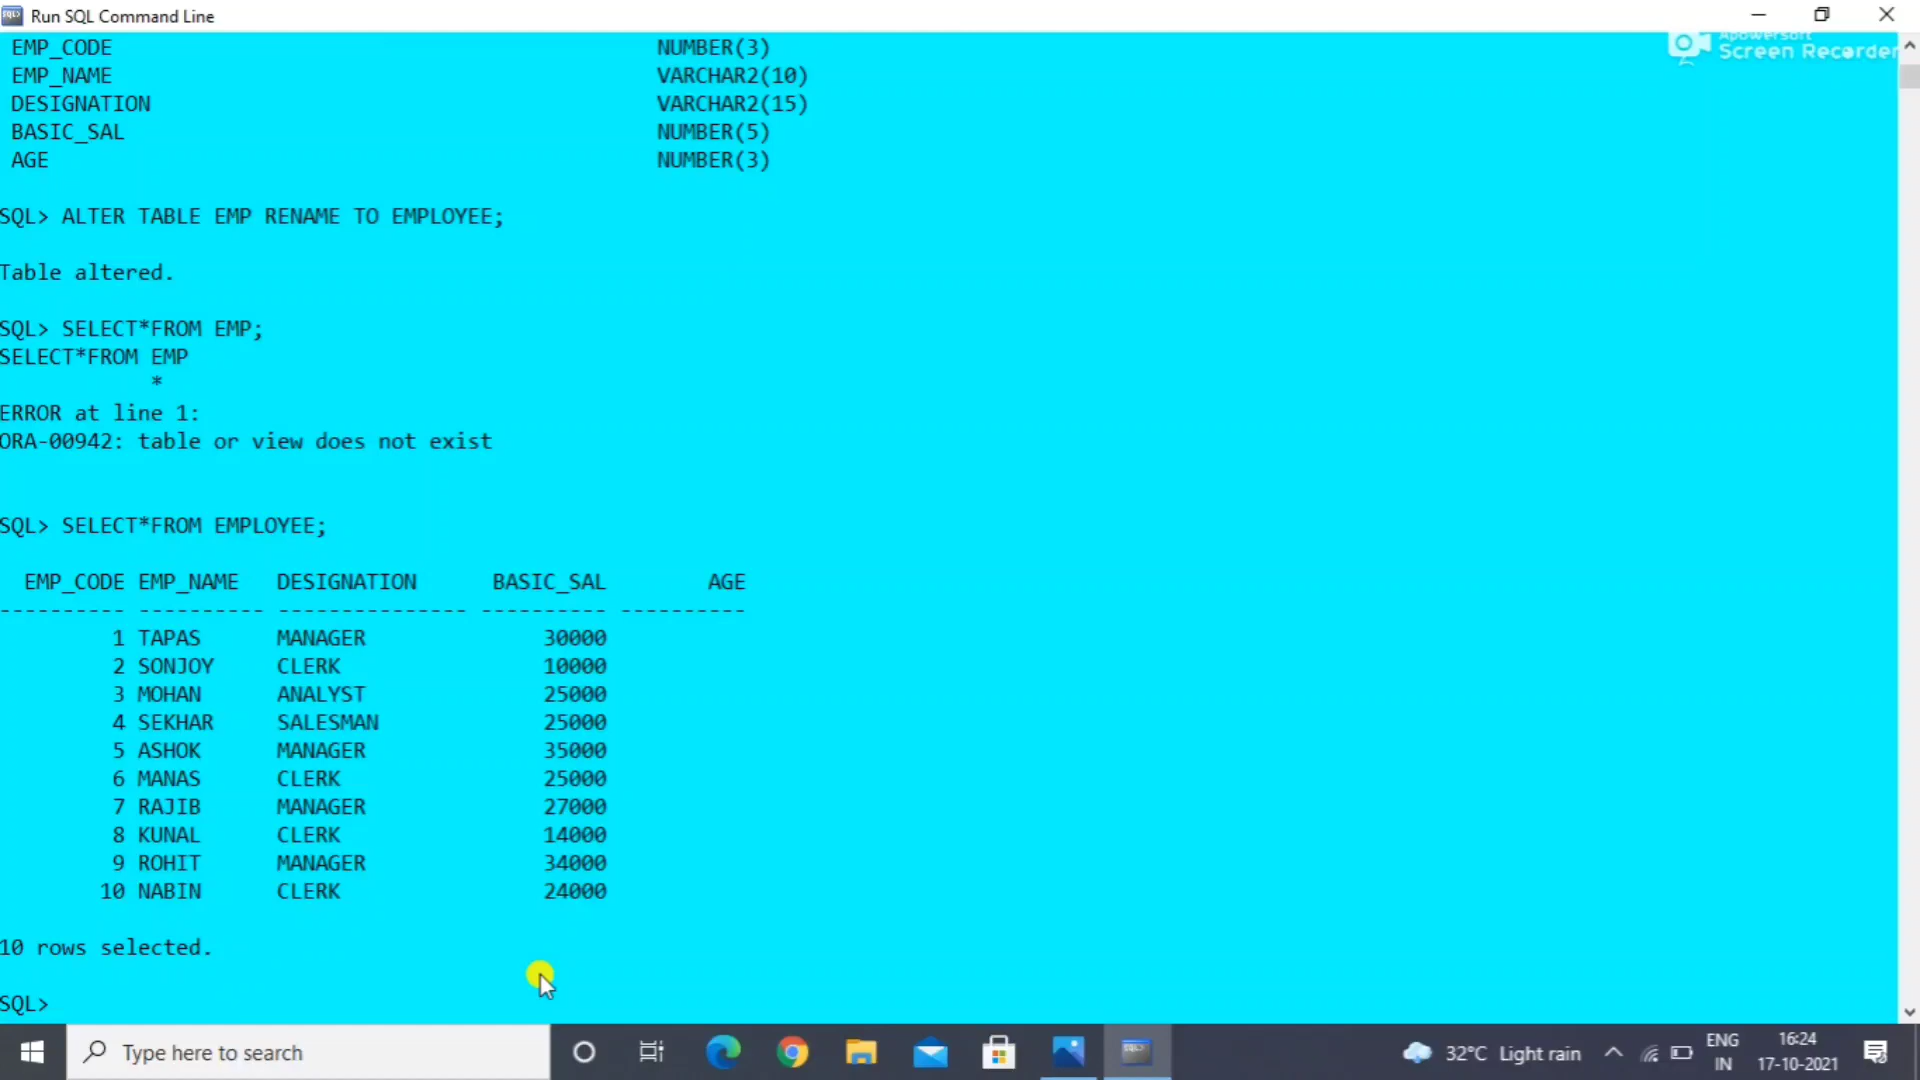 Run SQL Command Line
Apowersoft
Screen Recorder
EMP_CODE NUMBER(3)
EMP_NAME VARCHAR2(10)
DESIGNATION VARCHAR2(15)
BASIC_SAL NUMBER(5)
AGE NUMBER(3)
SQL> ALTER TABLE EMP RENAME TO EMPLOYEE;
Table altered.
SQL> SELECT*FROM EMP;
SELECT*FROM EMP
*
ERROR at line 1:
ORA-00942: table or view does not exist
SQL> SELECT*FROM EMPLOYEE;
EMP_CODE EMP_NAME DESIGNATION BASIC_SAL AGE
---------- ---------- --------------- ---------- ----------
1 TAPAS MANAGER 30000
2 SONJOY CLERK 10000
3 MOHAN ANALYST 25000
4 SEKHAR SALESMAN 25000
5 ASHOK MANAGER 35000
6 MANAS CLERK 25000
7 RAJIB MANAGER 27000
8 KUNAL CLERK 14000
9 ROHIT MANAGER 34000
10 NABIN CLERK 24000
10 rows selected.
SQL>
Type here to search
32°C Light rain
ENG
IN
16:24
17-10-2021